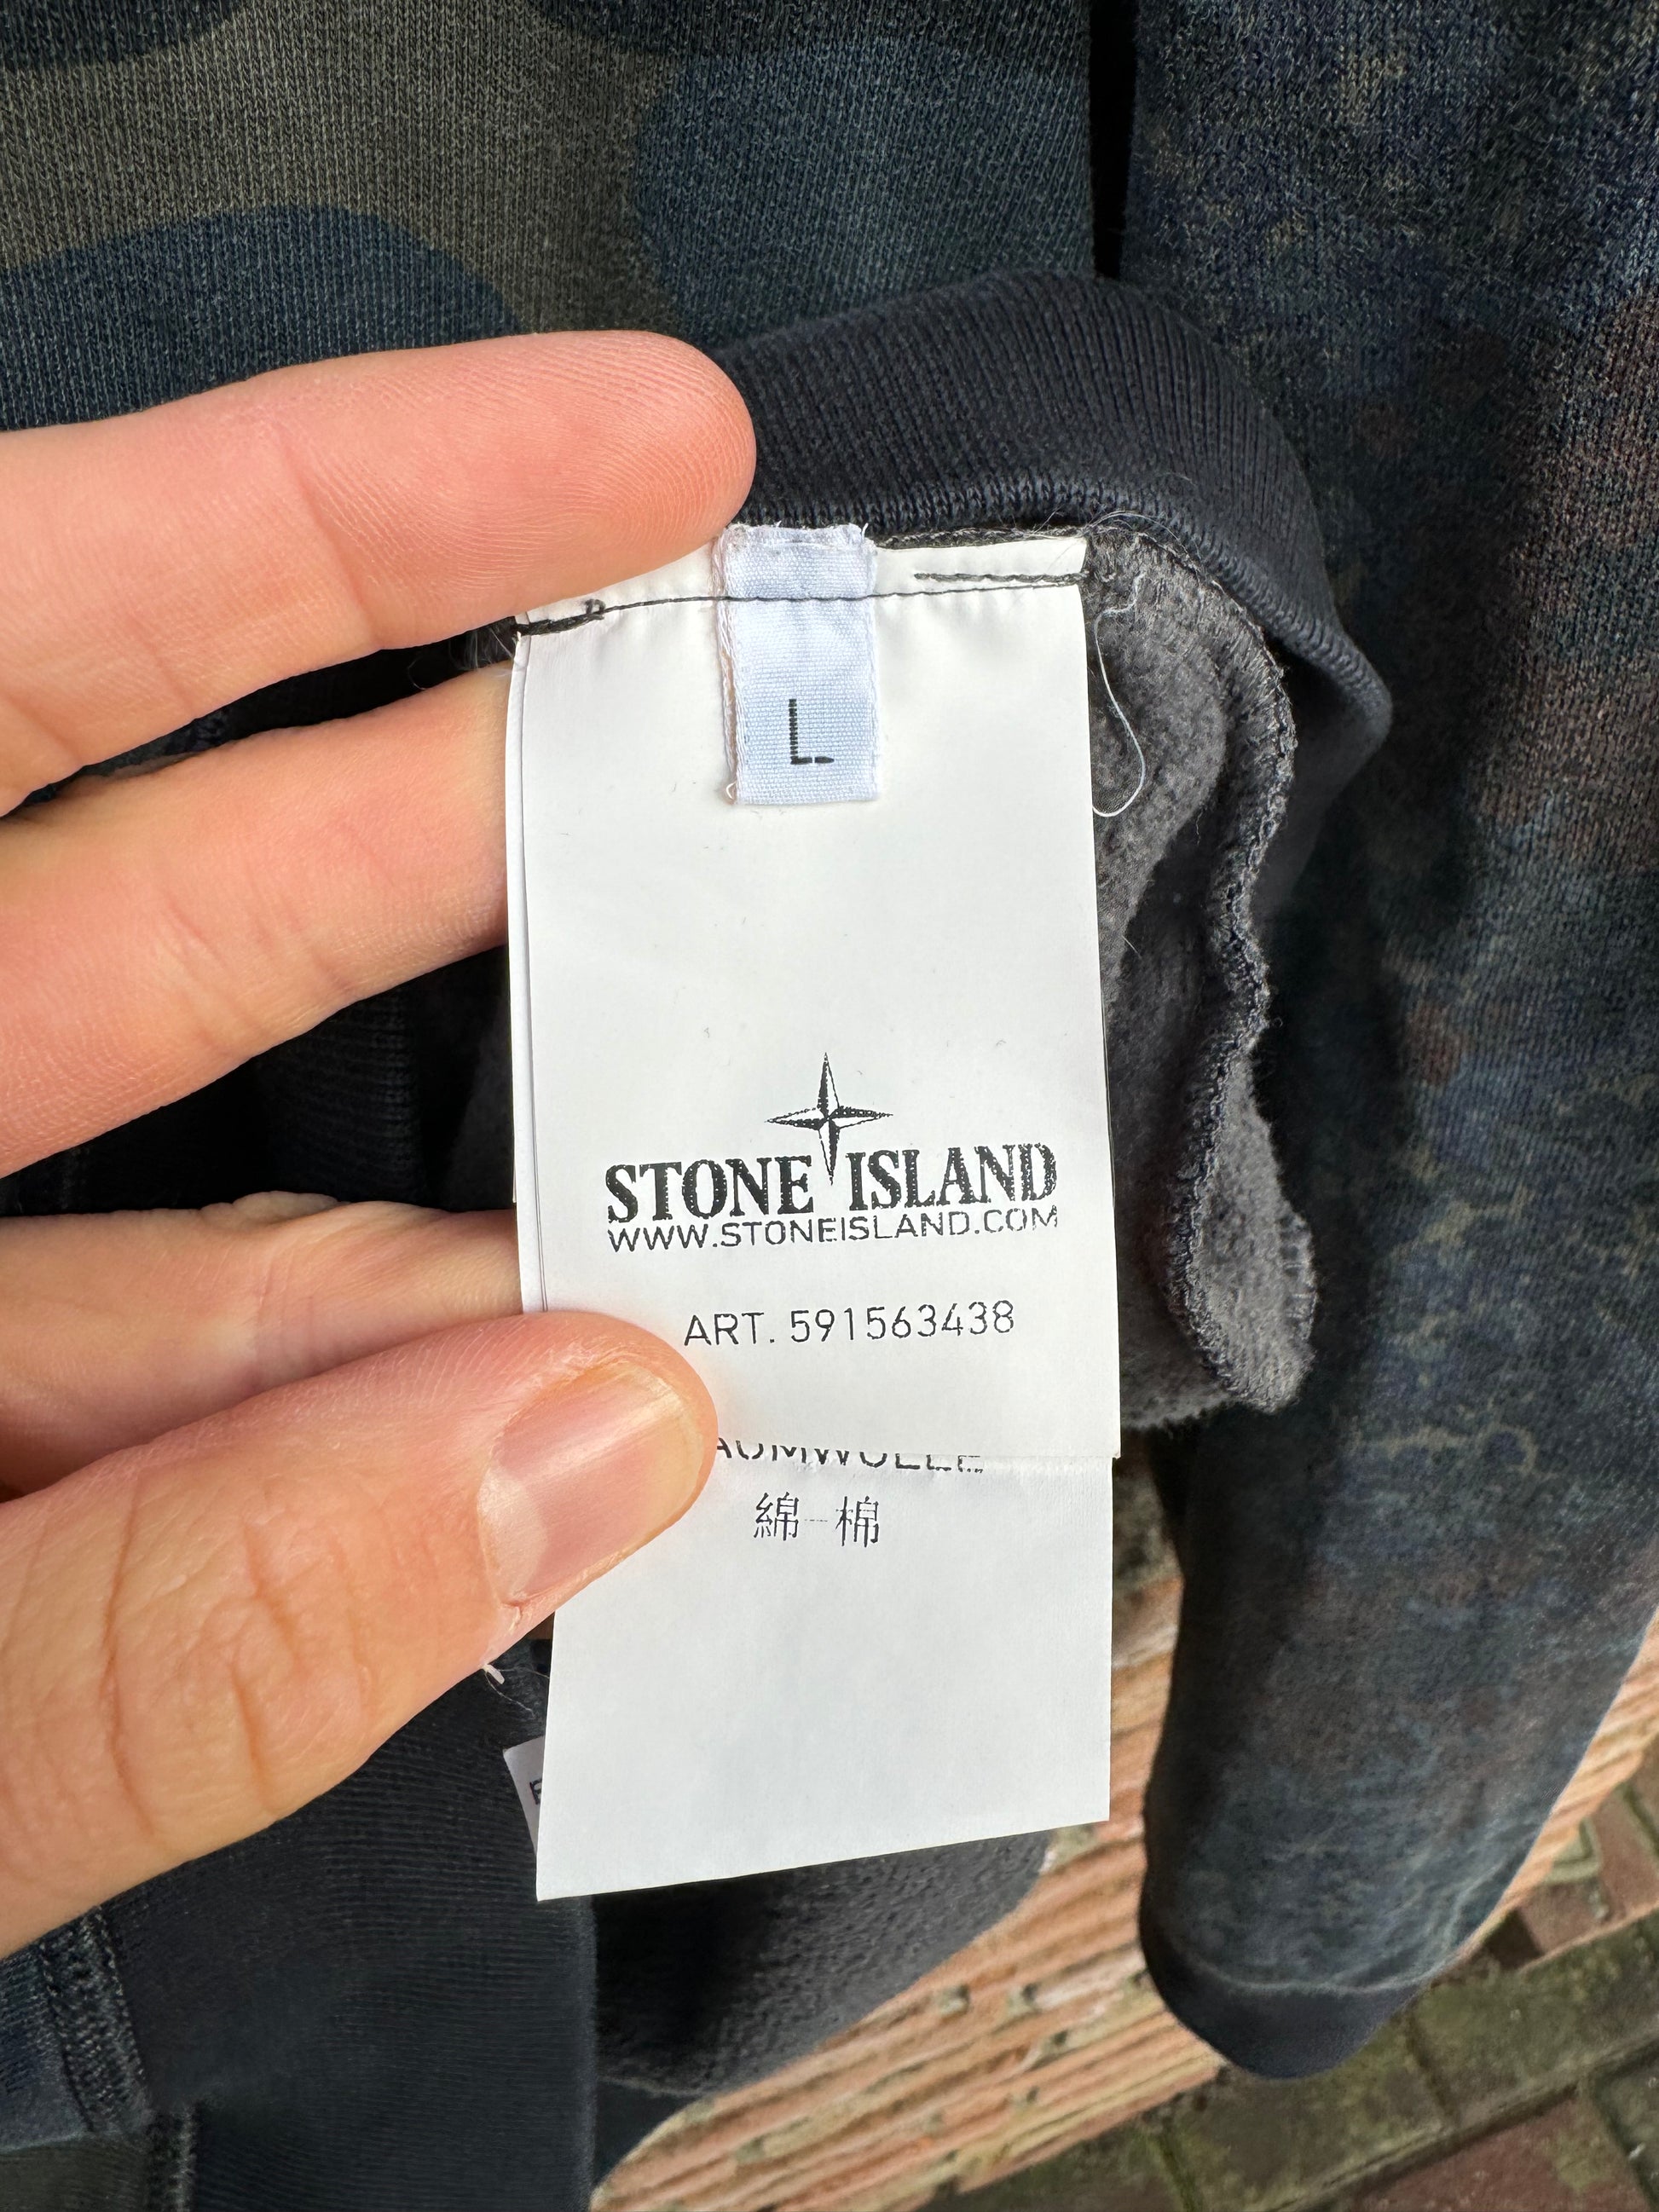 L
STONE ISLAND
WWW.STONEISLAND.COM
ART. 591563438
綿-棉